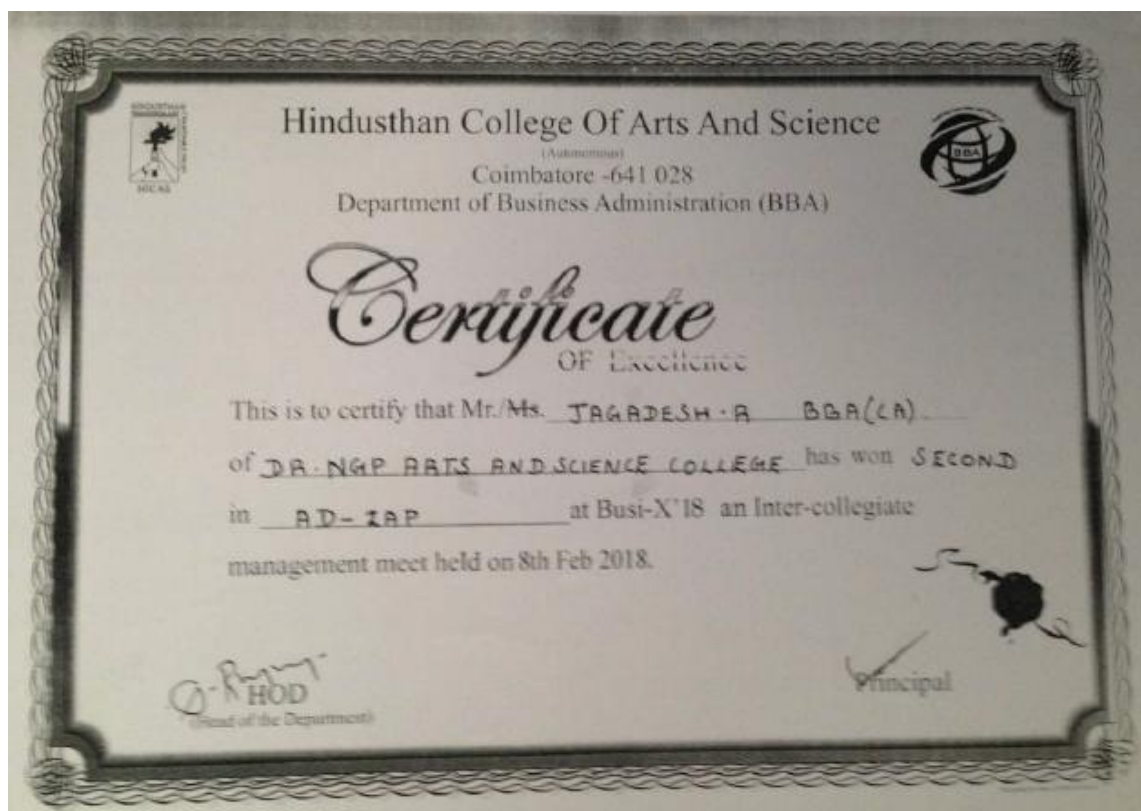 HINDUSTHAN
HICAS
BBA
Hindusthan College Of Arts And Science
(Autonomous)
Coimbatore -641 028
Department of Business Administration (BBA)
Certificate
OF Excellence
This is to certify that Mr./Ms. JAGADESH.A BBA(CA).
of DR.NGP ARTS AND SCIENCE COLLEGE has won SECOND
in AD-ZAP at Busi-X'18 an Inter-collegiate
management meet held on 8th Feb 2018.
HOD
(Head of the Department)
Principal